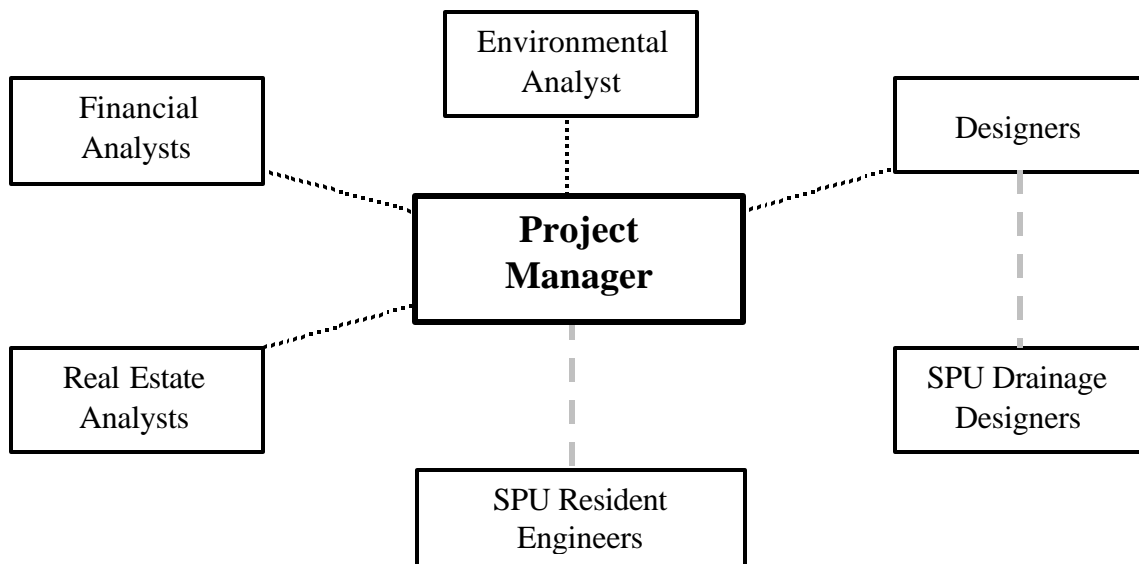 Environmental
Analyst
Financial
Analysts
Designers
Project
Manager
Real Estate
Analysts
SPU Drainage
Designers
SPU Resident
Engineers